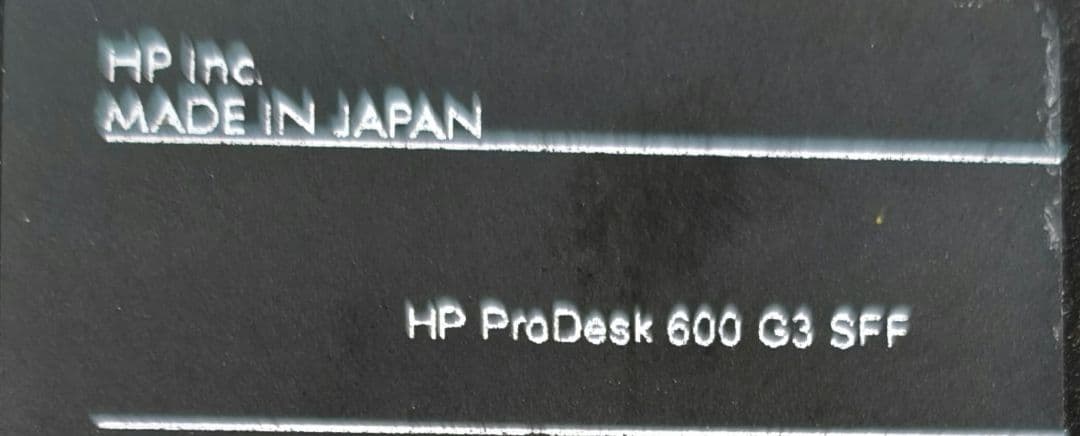 HP Inc.
MADE IN JAPAN
HP ProDesk 600 G3 SFF